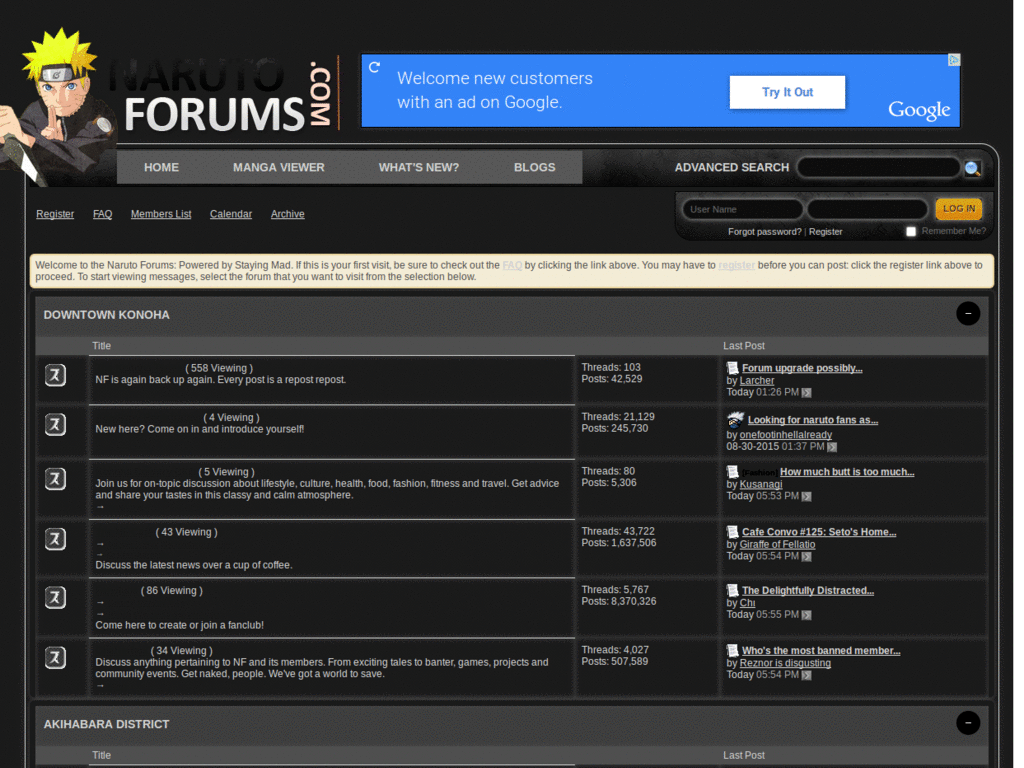 NARUTO
FORUMS
.COM
Welcome new customers
with an ad on Google.
Try It Out
Google
HOME
MANGA VIEWER
WHAT'S NEW?
BLOGS
ADVANCED SEARCH
Register
FAQ
Members List
Calendar
Archive
User Name
LOG IN
Forgot password? | Register
Remember Me?
Welcome to the Naruto Forums: Powered by Staying Mad. If this is your first visit, be sure to check out the FAQ by clicking the link above. You may have to register before you can post: click the register link above to
proceed. To start viewing messages, select the forum that you want to visit from the selection below.
DOWNTOWN KONOHA
Title
Last Post
( 558 Viewing )
NF is again back up again. Every post is a repost repost.
Threads: 103
Posts: 42,529
Forum upgrade possibly...
by Larcher
Today 01:26 PM
( 4 Viewing )
New here? Come on in and introduce yourself!
Threads: 21,129
Posts: 245,730
Looking for naruto fans as...
by onefootinhellalready
08-30-2015 01:37 PM
( 5 Viewing )
Join us for on-topic discussion about lifestyle, culture, health, food, fashion, fitness and travel. Get advice
and share your tastes in this classy and calm atmosphere.
→
Threads: 80
Posts: 5,306
[Fashion] How much butt is too much...
by Kusanagi
Today 05:53 PM
( 43 Viewing )
→
→
Discuss the latest news over a cup of coffee.
Threads: 43,722
Posts: 1,637,506
Cafe Convo #125: Seto's Home...
by Giraffe of Fellatio
Today 05:54 PM
( 86 Viewing )
→
→
Come here to create or join a fanclub!
Threads: 5,767
Posts: 8,370,326
The Delightfully Distracted...
by Chi
Today 05:55 PM
( 34 Viewing )
Discuss anything pertaining to NF and its members. From exciting tales to banter, games, projects and
community events. Get naked, people. We've got a world to save.
→
Threads: 4,027
Posts: 507,589
Who's the most banned member...
by Reznor is disgusting
Today 05:54 PM
AKIHABARA DISTRICT
Title
Last Post